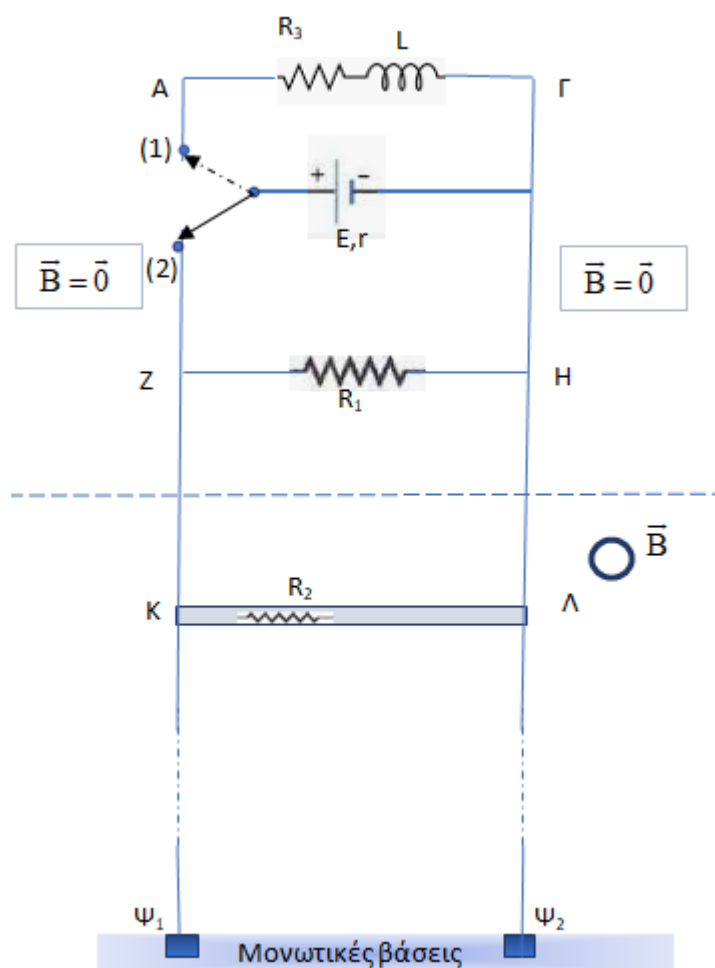 R₃
L
Α
Γ
(1)
+
-
E,r
(2)
B⃗ = 0⃗
B⃗ = 0⃗
Ζ
R₁
Η
B⃗
R₂
Κ
Λ
Ψ₁
Ψ₂
Μονωτικές βάσεις